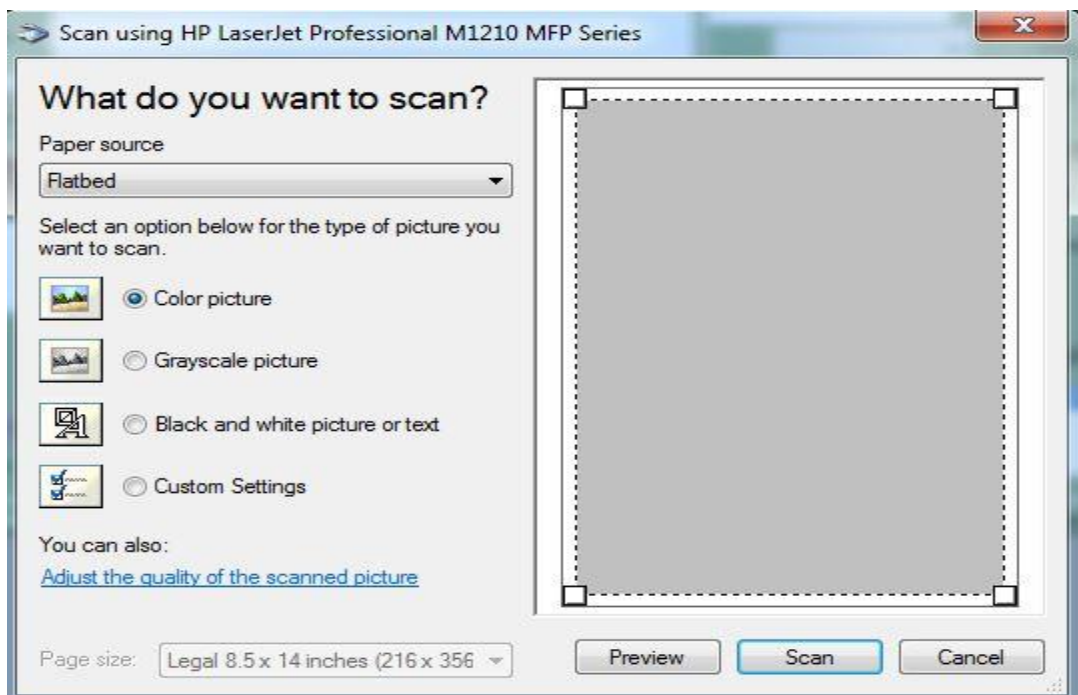 Scan using HP LaserJet Professional M1210 MFP Series
What do you want to scan?
Paper source
Flatbed
Select an option below for the type of picture you
want to scan.
Color picture
Grayscale picture
Black and white picture or text
Custom Settings
You can also:
Adjust the quality of the scanned picture
Page size: Legal 8.5 x 14 inches (216 x 356
Preview Scan Cancel